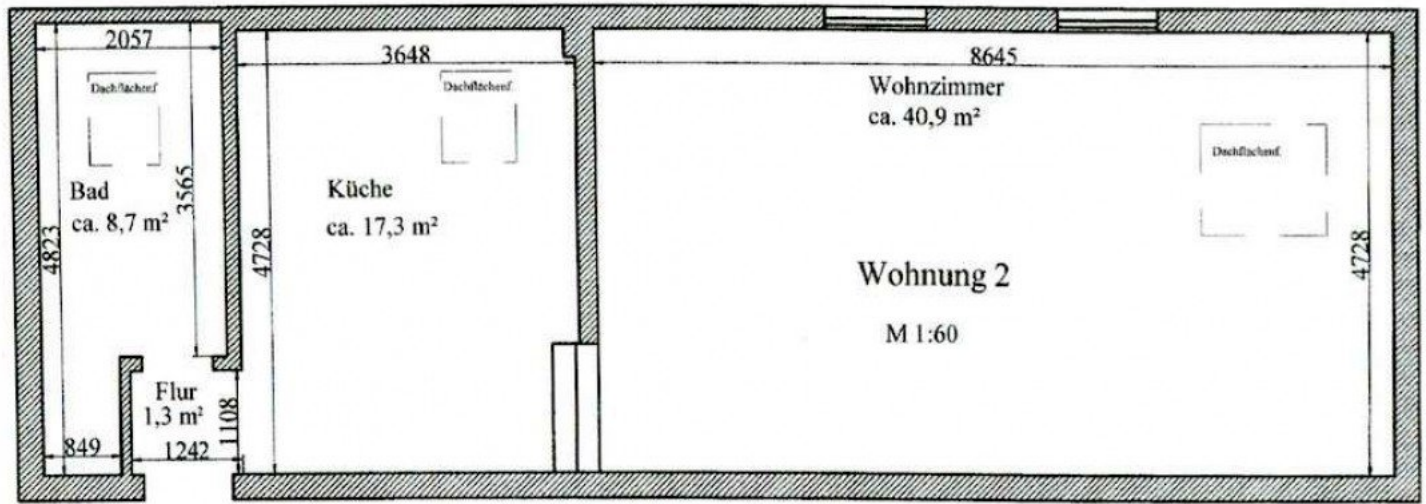 2057
Dachflächenf.
Bad
ca. 8,7 m²
3565
4823
849
Flur
1,3 m²
1242
1108
3648
Dachflächenf.
Küche
ca. 17,3 m²
4728
8645
Wohnzimmer
ca. 40,9 m²
Dachflächenf.
Wohnung 2
M 1:60
4728